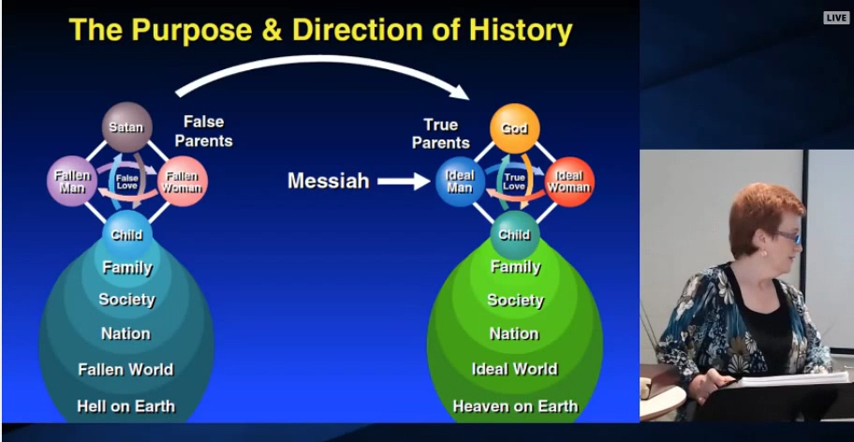 LIVE
The Purpose & Direction of History
Satan
False
Parents
Fallen
Man
False
Love
Fallen
Woman
Child
Family
Society
Nation
Fallen World
Hell on Earth
Messiah
True
Parents
God
Ideal
Man
True
Love
Ideal
Woman
Child
Family
Society
Nation
Ideal World
Heaven on Earth